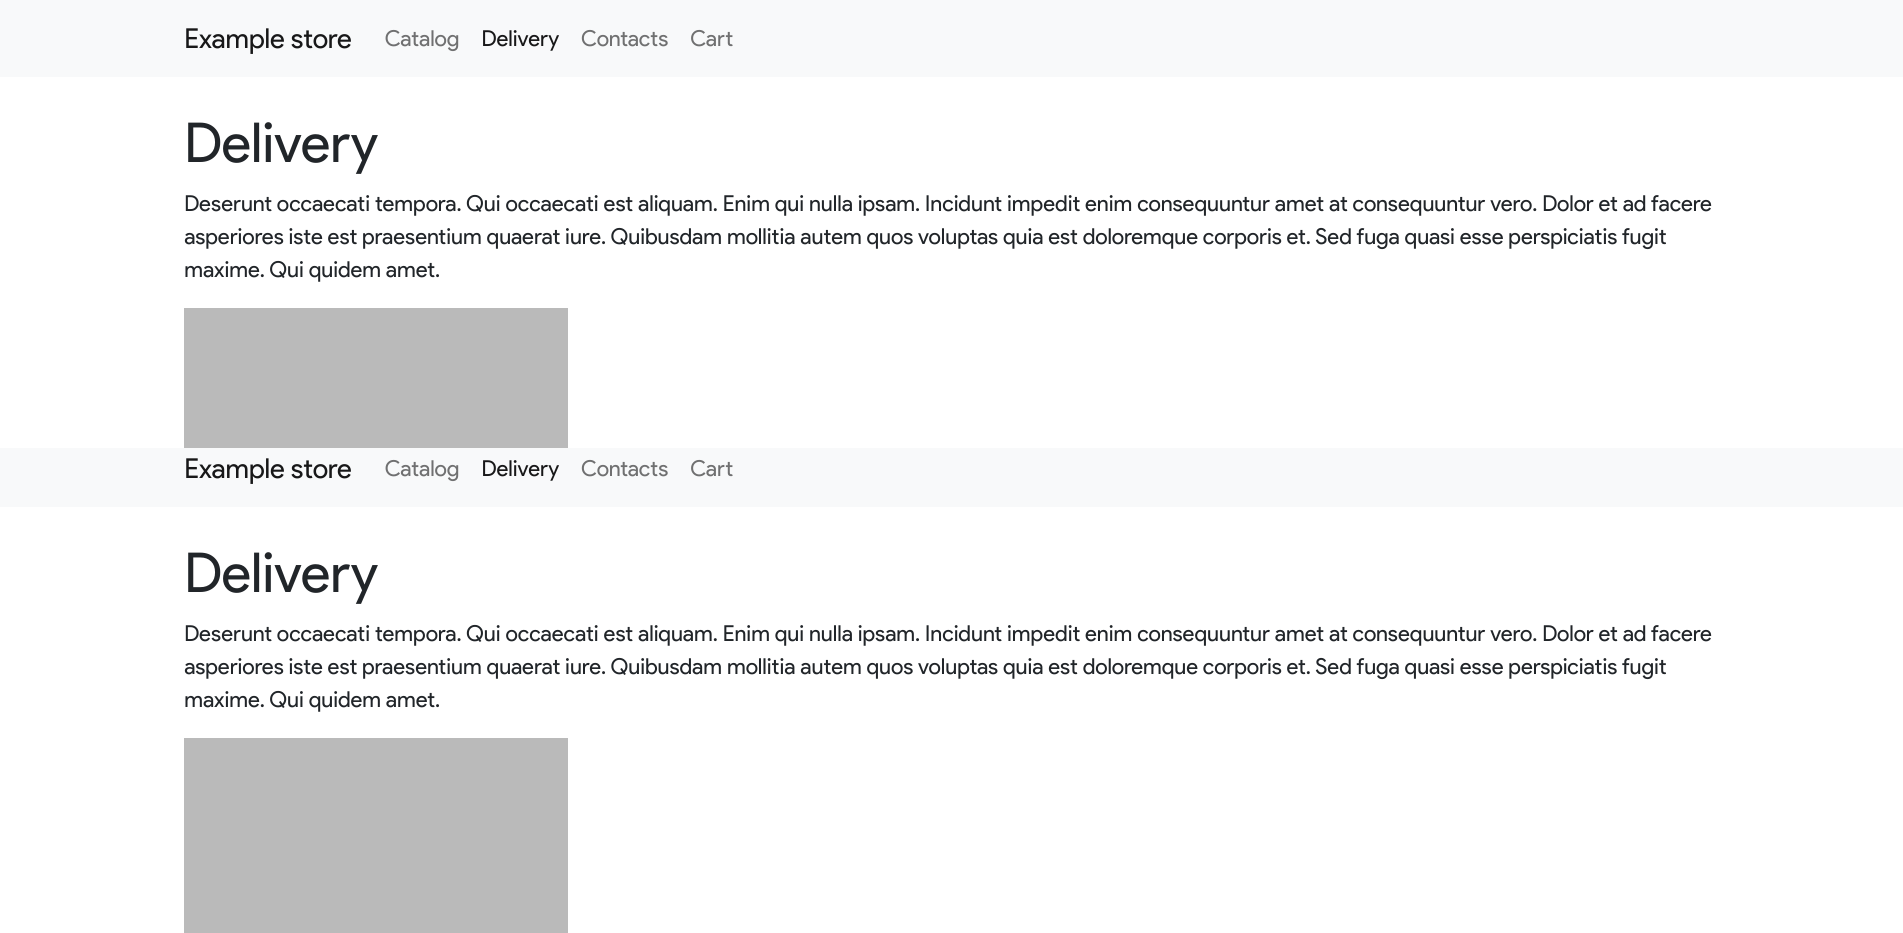 Example store Catalog Delivery Contacts Cart
Delivery
Deserunt occaecati tempora. Qui occaecati est aliquam. Enim qui nulla ipsam. Incidunt impedit enim consequuntur amet at consequuntur vero. Dolor et ad facere
asperiores iste est praesentium quaerat iure. Quibusdam mollitia autem quos voluptas quia est doloremque corporis et. Sed fuga quasi esse perspiciatis fugit
maxime. Qui quidem amet.
Example store Catalog Delivery Contacts Cart
Delivery
Deserunt occaecati tempora. Qui occaecati est aliquam. Enim qui nulla ipsam. Incidunt impedit enim consequuntur amet at consequuntur vero. Dolor et ad facere
asperiores iste est praesentium quaerat iure. Quibusdam mollitia autem quos voluptas quia est doloremque corporis et. Sed fuga quasi esse perspiciatis fugit
maxime. Qui quidem amet.